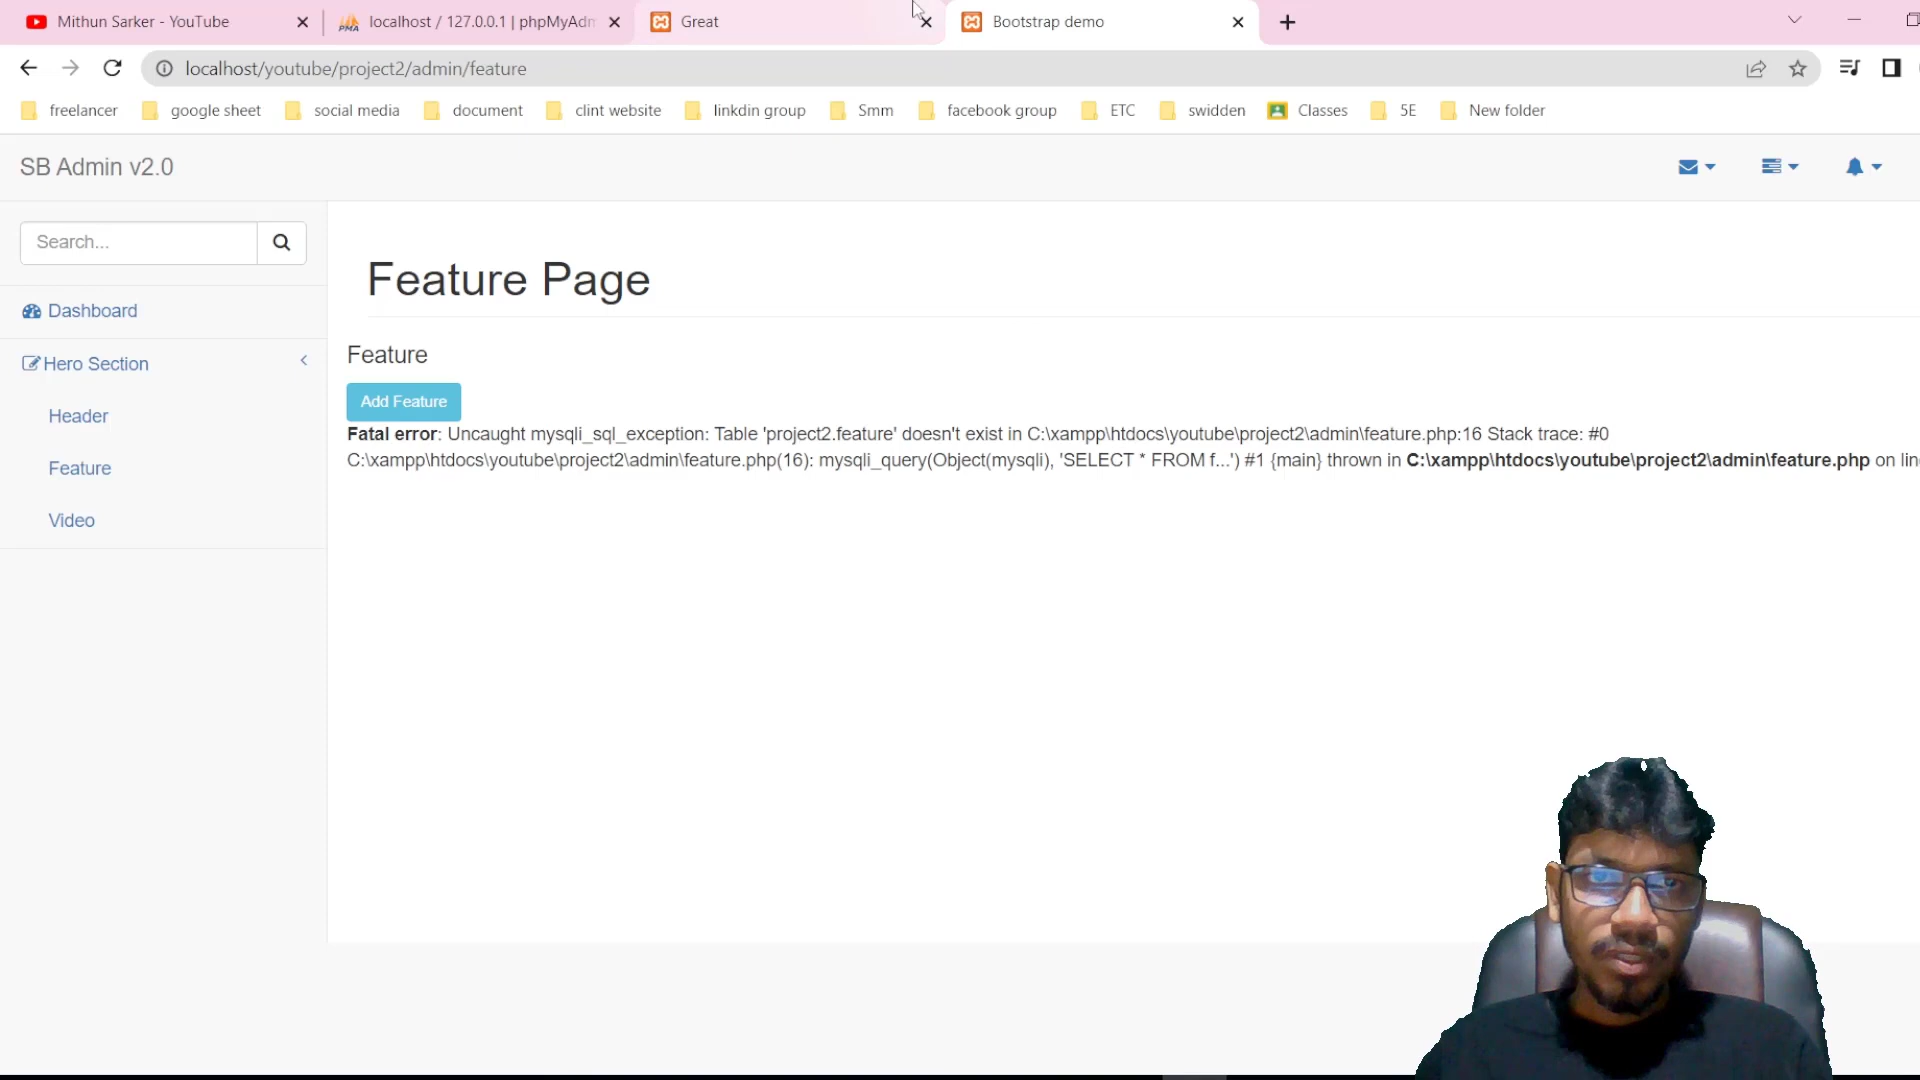 Mithun Sarker - YouTube
localhost / 127.0.0.1 | phpMyAdm
Great
Bootstrap demo
localhost/youtube/project2/admin/feature
freelancer google sheet social media document clint website linkdin group Smm facebook group ETC swidden Classes 5E New folder
SB Admin v2.0
Search...
Dashboard
Hero Section
Header
Feature
Video
Feature Page
Feature
Add Feature
Fatal error: Uncaught mysqli_sql_exception: Table 'project2.feature' doesn't exist in C:\xampp\htdocs\youtube\project2\admin\feature.php:16 Stack trace: #0
C:\xampp\htdocs\youtube\project2\admin\feature.php(16): mysqli_query(Object(mysqli), 'SELECT * FROM f...') #1 {main} thrown in C:\xampp\htdocs\youtube\project2\admin\feature.php on lin